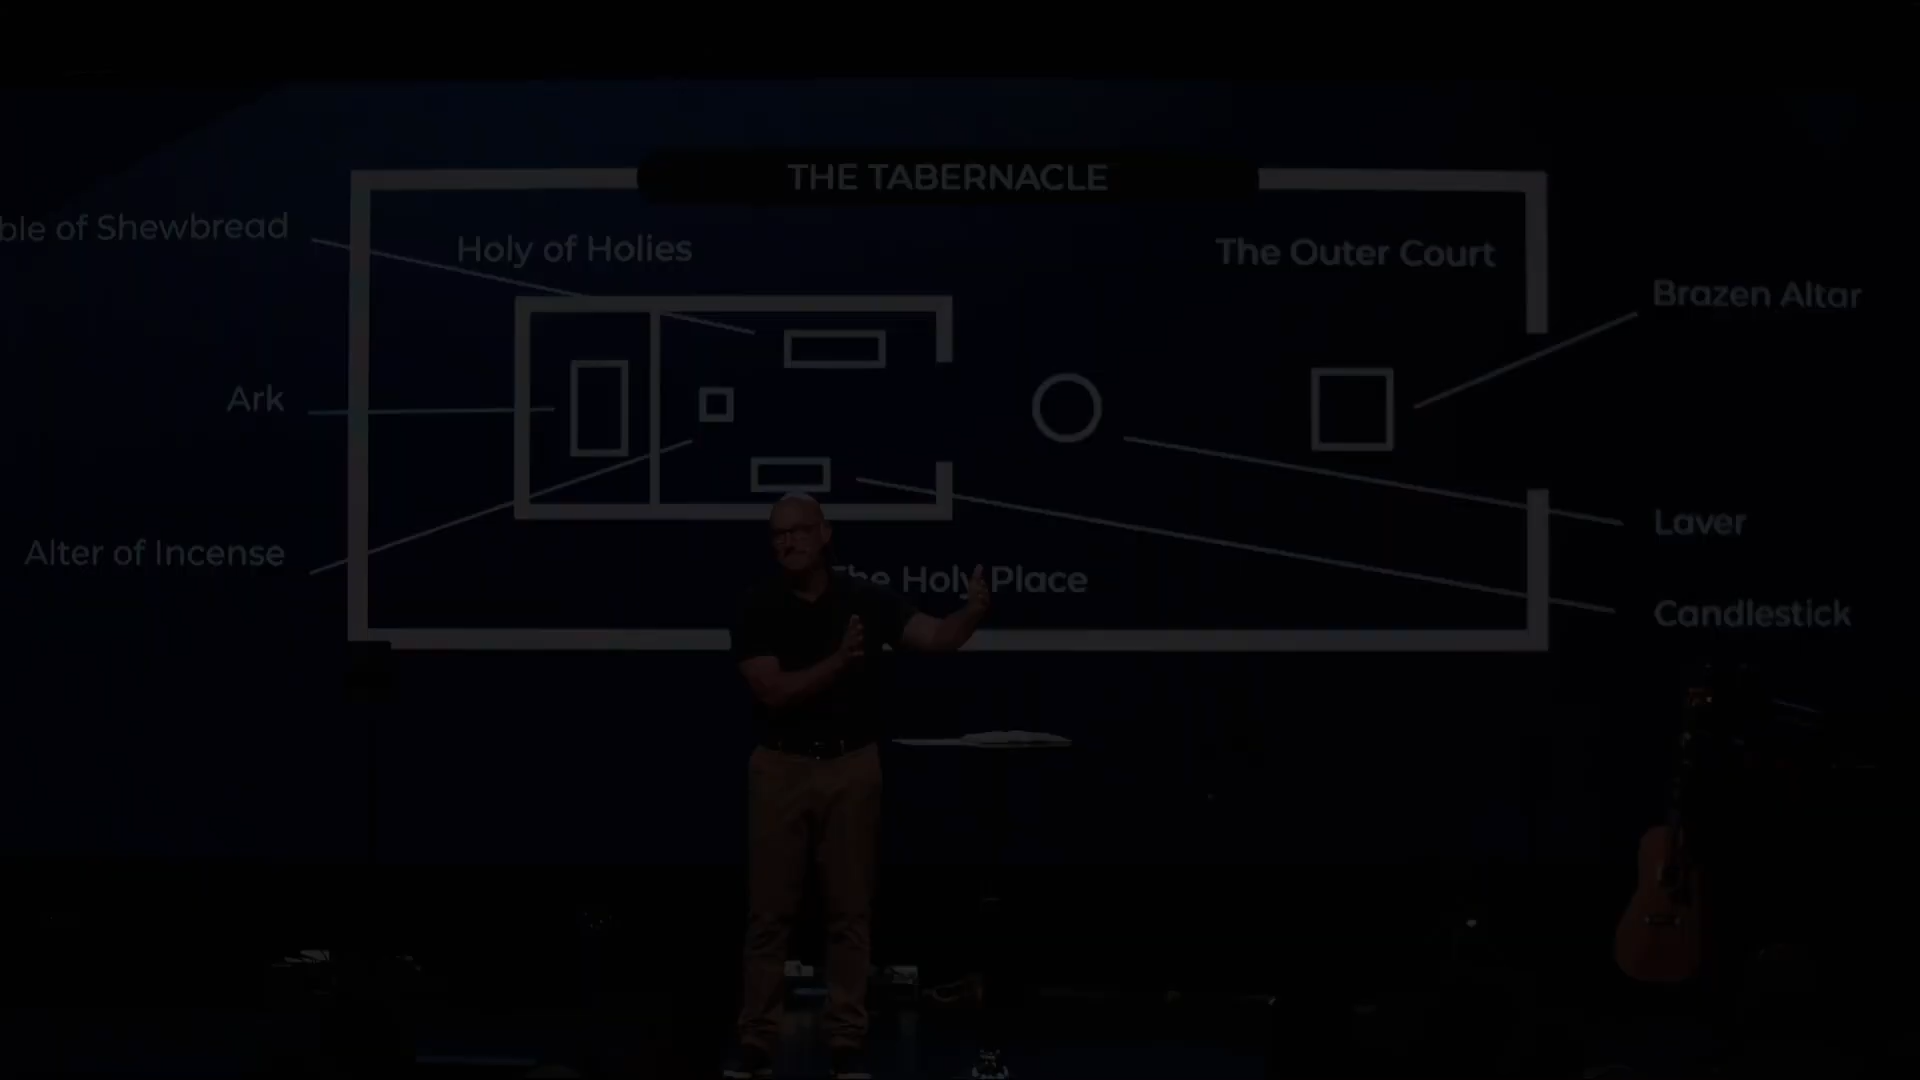 THE TABERNACLE
ble of Shewbread
Holy of Holies
The Outer Court
Brazen Altar
Ark
Laver
Alter of Incense
The Holy Place
Candlestick